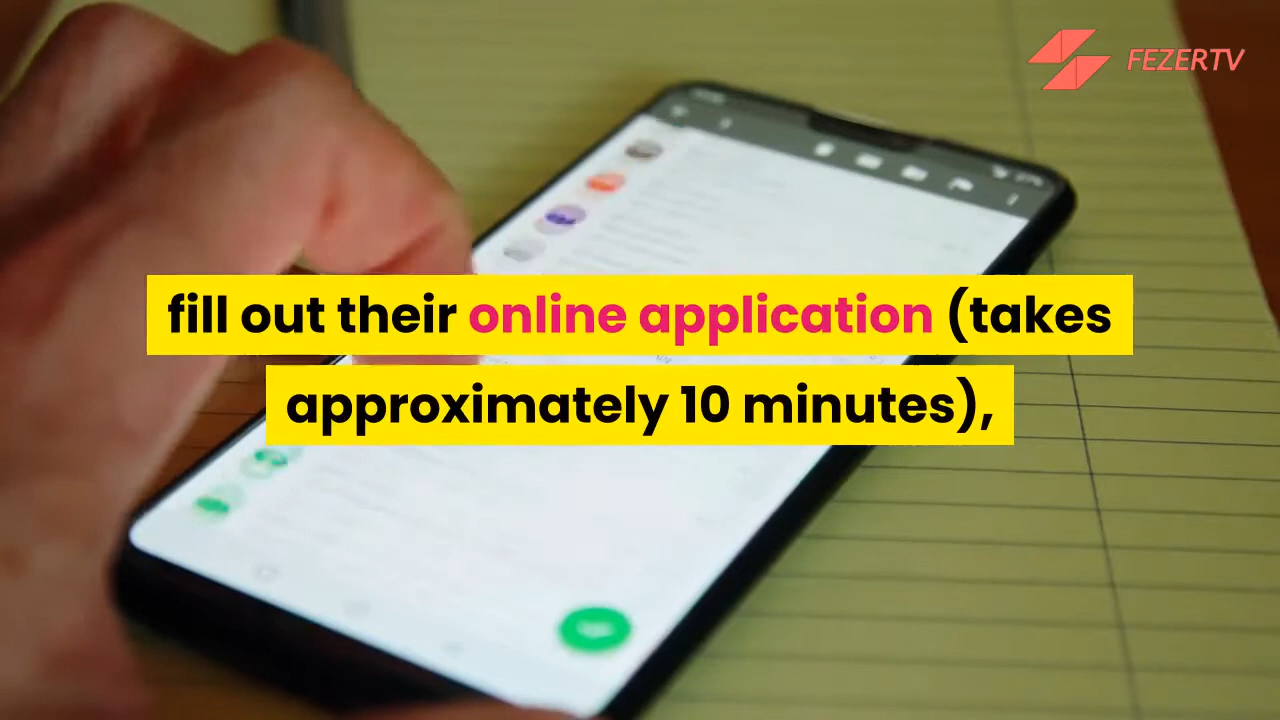 FEZERTV
fill out their online application (takes
approximately 10 minutes),